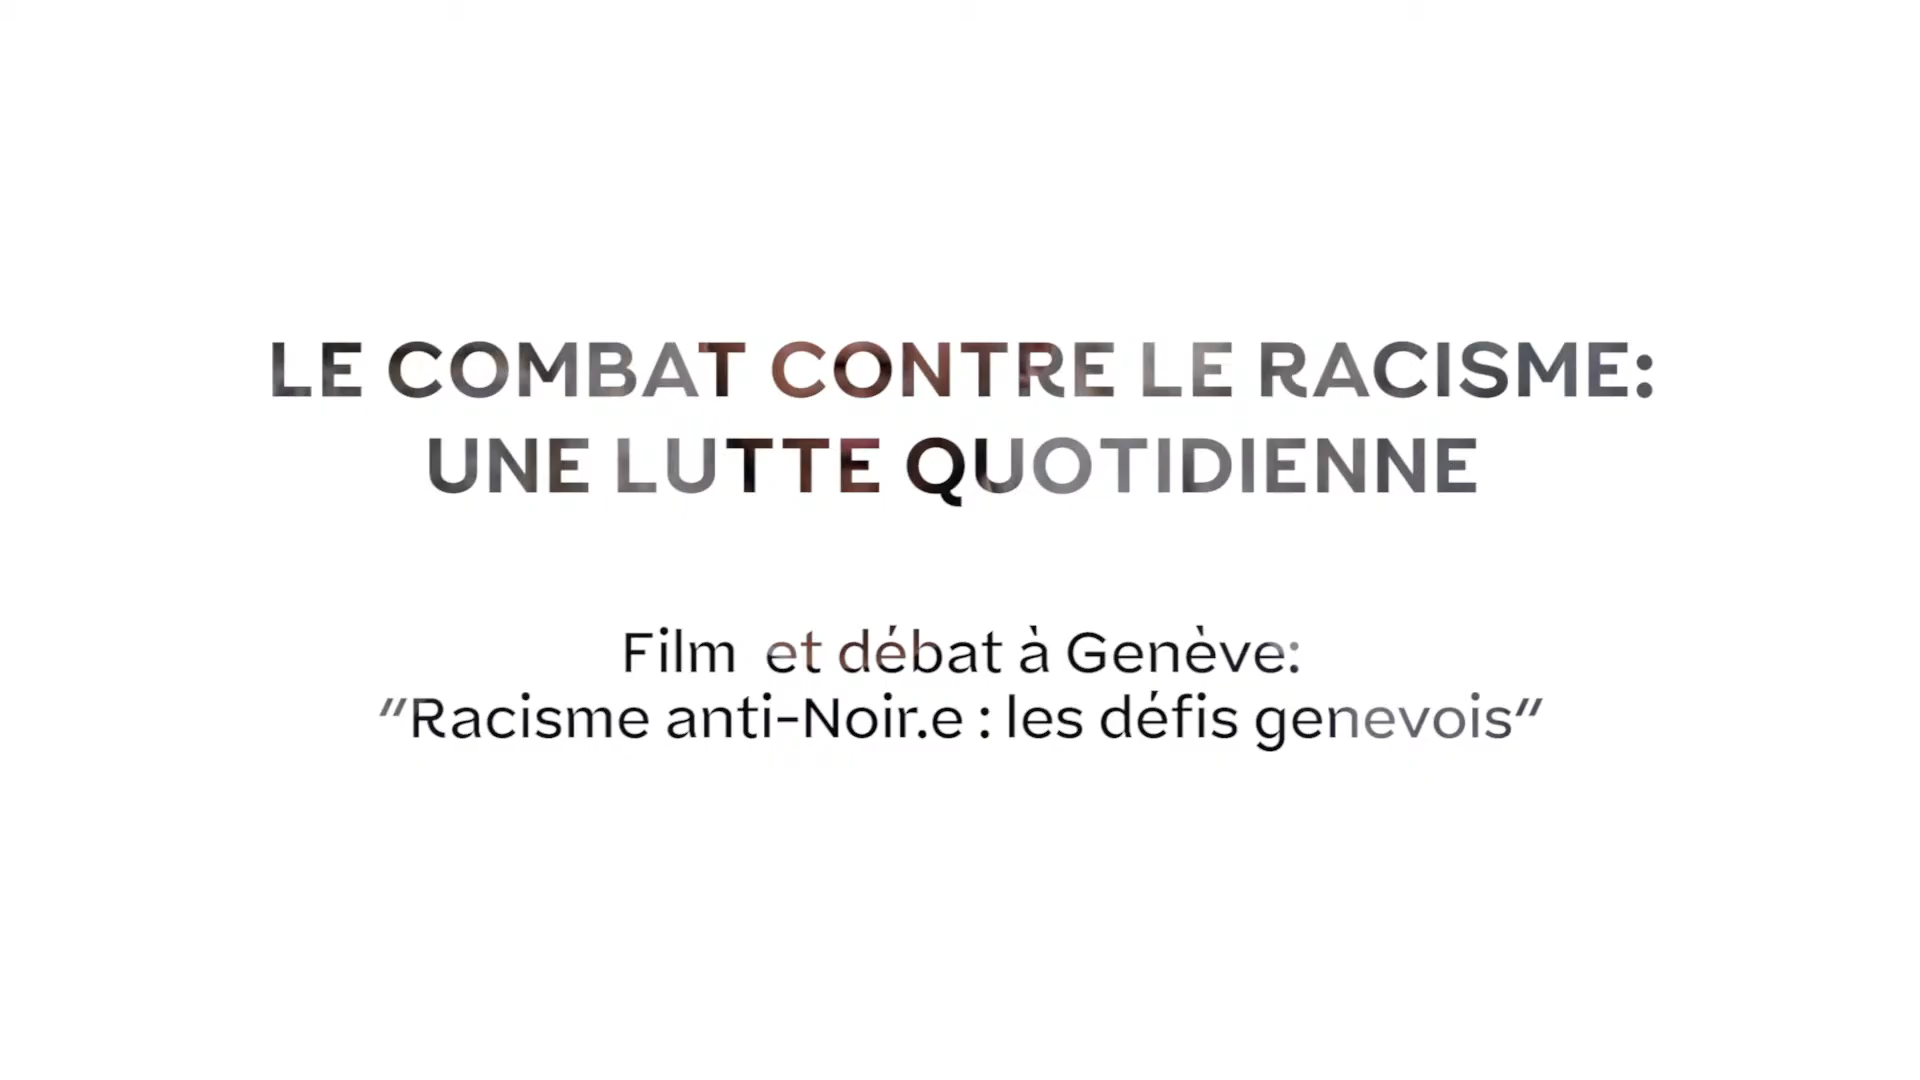 LE COMBAT CONTRE LE RACISME:
UNE LUTTE QUOTIDIENNE
Film et débat à Genève:
"Racisme anti-Noir.e : les défis genevois"